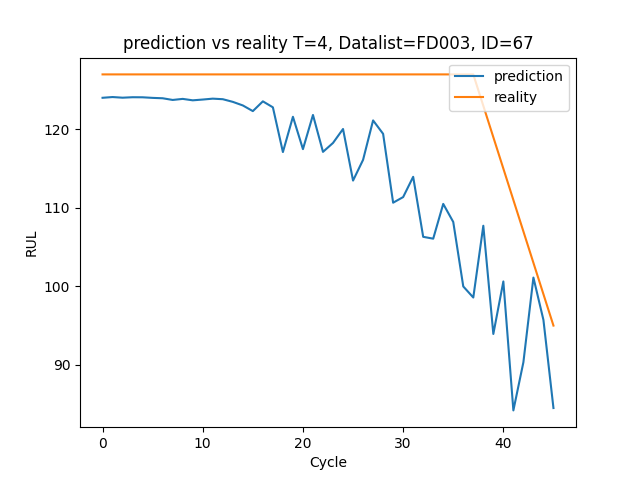 prediction vs reality T=4, Datalist=FD003, ID=67
prediction
reality
120
110
100
90
RUL
0 10 20 30 40
Cycle